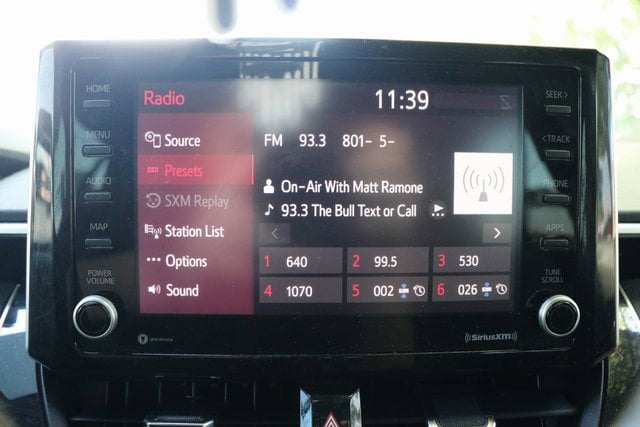 HOME
MENU
AUDIO
MAP
POWER
VOLUME
Radio
11:39
Source
Presets
SXM Replay
Station List
Options
Sound
FM 93.3 801- 5-
On-Air With Matt Ramone
93.3 The Bull Text or Call
1 640 2 99.5 3 530
4 1070 5 002 6 026
SEEK >
< TRACK
PHONE
APPS
TUNE
SCROLL
gracenote
((SiriusXM))